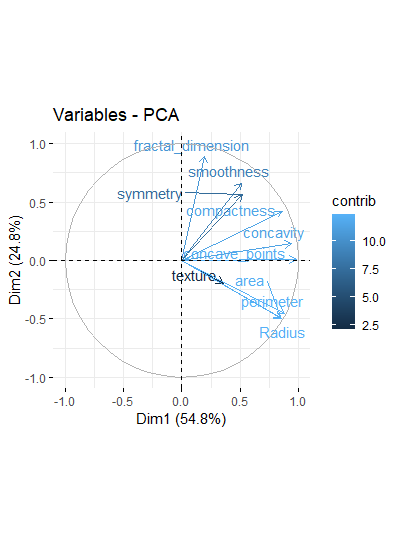 Variables - PCA
fractal_dimension
smoothness
symmetry
compactness
concavity
concave_points
texture
area
perimeter
Radius
1.0
0.5
0.0
-0.5
-1.0
Dim2 (24.8%)
-1.0 -0.5 0.0 0.5 1.0
Dim1 (54.8%)
contrib
10.0
7.5
5.0
2.5